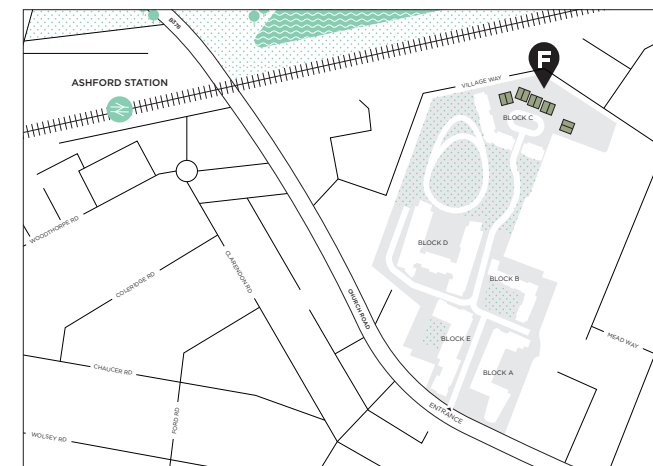 B378
ASHFORD STATION
VILLAGE WAY
F
BLOCK C
WOODTHORPE RD
CLARENDON RD
BLOCK D
COLERIDGE RD
BLOCK B
CHURCH ROAD
MEAD WAY
BLOCK E
CHAUCER RD
BLOCK A
ENTRANCE
FORD RD
WOLSEY RD